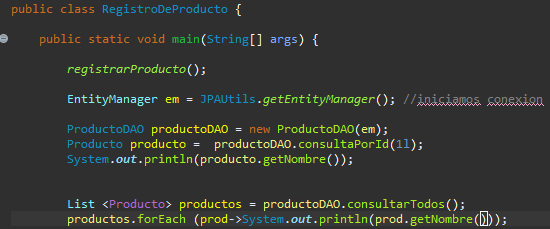 public class RegistroDeProducto {
public static void main(String[] args) {
registrarProducto();
EntityManager em = JPAUtils.getEntityManager(); //iniciamos conexion
ProductoDAO productoDAO = new ProductoDAO(em);
Producto producto =  productoDAO.consultaPorId(1l);
System.out.println(producto.getNombre());
List <Producto> productos = productoDAO.consultarTodos();
productos.forEach (prod->System.out.println(prod.getNombre()));